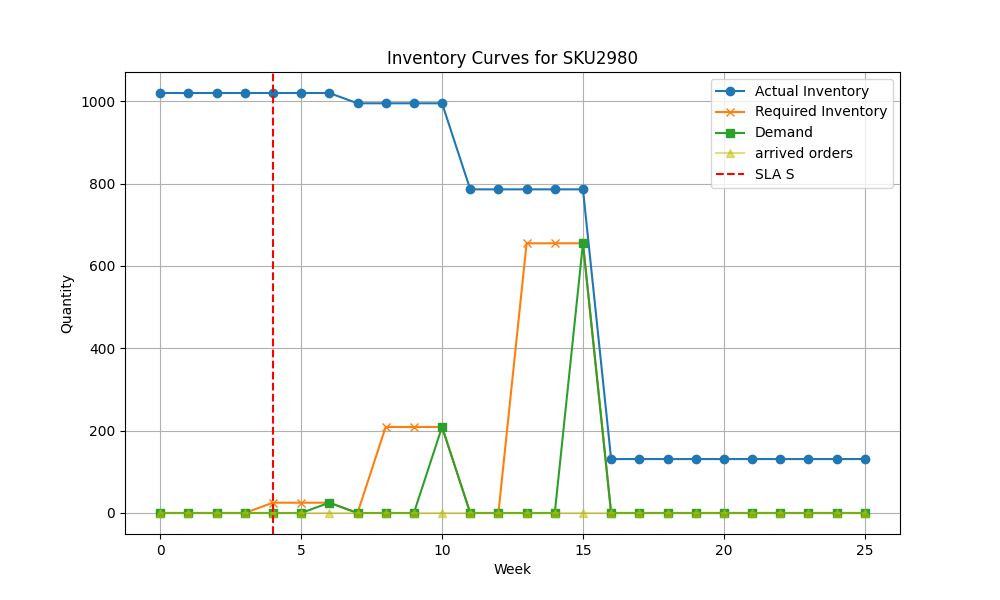 Inventory Curves for SKU2980
Actual Inventory
Required Inventory
Demand
arrived orders
SLA S
Quantity
1000
800
600
400
200
0
0 5 10 15 20 25
Week